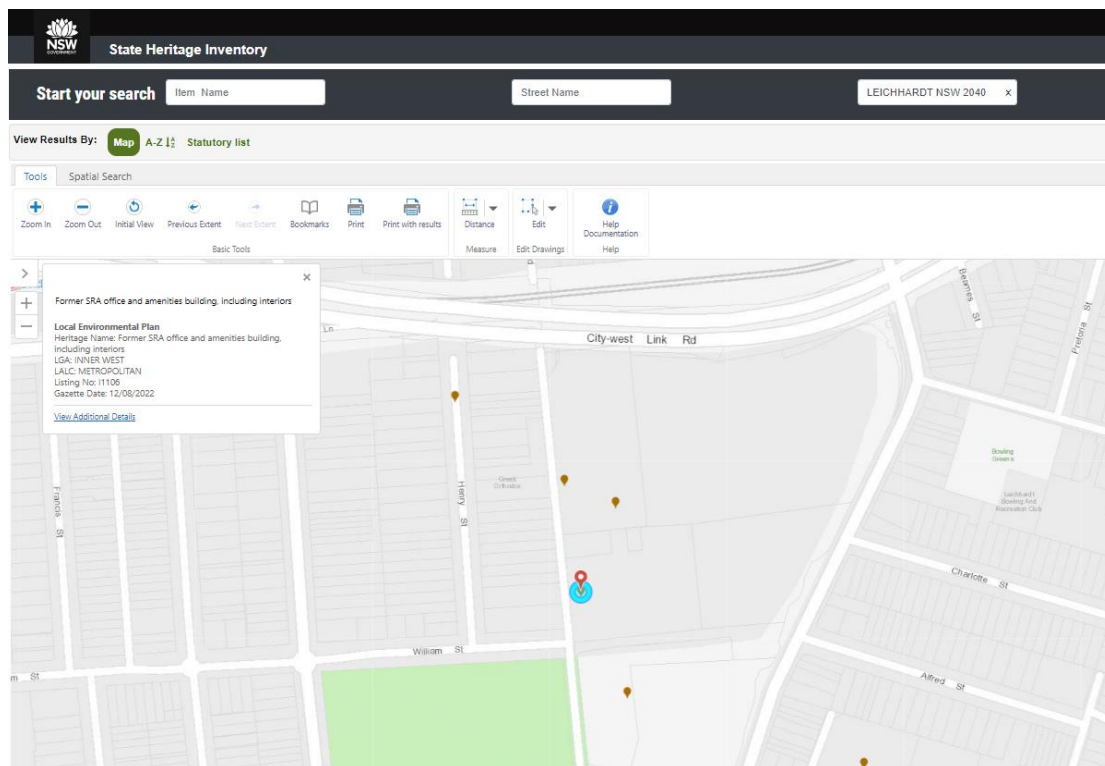 NSW
GOVERNMENT
State Heritage Inventory
Start your search
Item Name
Street Name
LEICHHARDT NSW 2040 x
View Results By:
Map
A-Z
Statutory list
Tools
Spatial Search
Zoom In
Zoom Out
Initial View
Previous Extent
Next Extent
Bookmarks
Print
Print with results
Distance
Edit
Help
Documentation
Basic Tools
Measure
Edit Drawings
Help
Former SRA office and amenities building, including interiors
Local Environmental Plan
Heritage Name: Former SRA office and amenities building,
including interiors
LGA: INNER WEST
LALC: METROPOLITAN
Listing No: I1106
Gazette Date: 12/08/2022
View Additional Details
Ln
City-west Link Rd
Beames St
Pretoria St
Francis St
Henry St
Greek
Orthodox
Bowling
Greens
Leichhardt
Bowling And
Recreation Club
Charlotte St
William St
m St
Alfred St